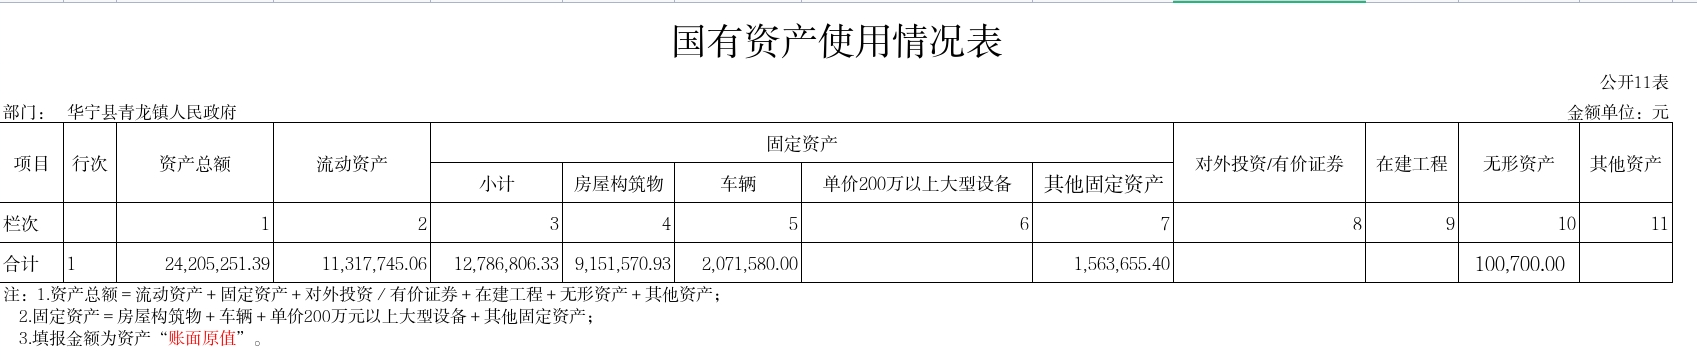 国有资产使用情况表
公开11表
部门： 华宁县青龙镇人民政府 金额单位：元
项目 行次 资产总额 流动资产 固定资产 对外投资/有价证券 在建工程 无形资产 其他资产
小计 房屋构筑物 车辆 单价200万以上大型设备 其他固定资产
栏次 1 2 3 4 5 6 7 8 9 10 11
合计 1 24,205,251.39 11,317,745.06 12,786,806.33 9,151,570.93 2,071,580.00 1,563,655.40 100,700.00
注：1.资产总额＝流动资产＋固定资产＋对外投资／有价证券＋在建工程＋无形资产＋其他资产；
2.固定资产＝房屋构筑物＋车辆＋单价200万元以上大型设备＋其他固定资产；
3.填报金额为资产“账面原值”。